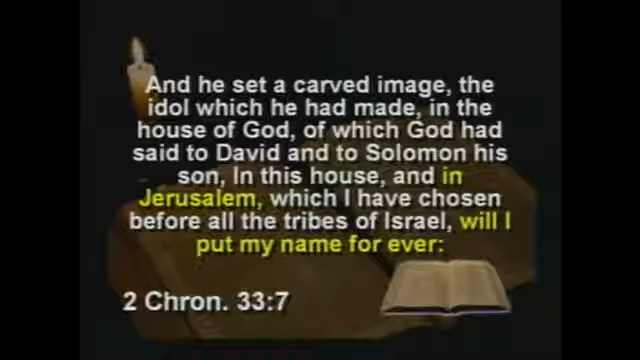 And he set a carved image, the
idol which he had made, in the
house of God, of which God had
said to David and to Solomon his
son, In this house, and in
Jerusalem, which I have chosen
before all the tribes of Israel, will I
put my name for ever:
2 Chron. 33:7